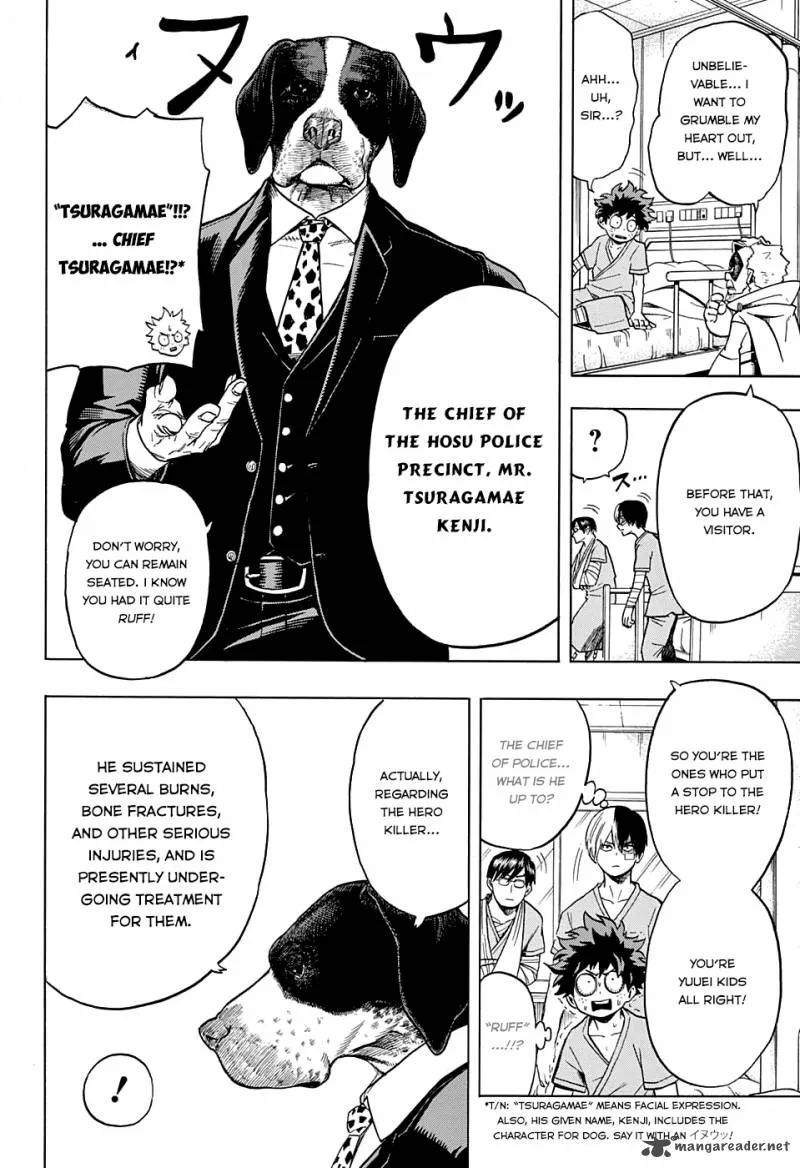 UNBELIE-
VABLE... I
WANT TO
GRUMBLE MY
HEART OUT,
BUT... WELL...
AHH...
UH,
SIR...?
BEFORE THAT,
YOU HAVE A
VISITOR.
?
ス...
イヌウッ
THE CHIEF OF
THE HOSU POLICE
PRECINCT, MR.
TSURAGAMAE
KENJI.
"TSURAGAMAE"!!?
... CHIEF
TSURAGAMAE!?*
DON'T WORRY,
YOU CAN REMAIN
SEATED. I KNOW
YOU HAD IT QUITE
RUFF!
SO YOU'RE THE
ONES WHO PUT
A STOP TO THE
HERO KILLER!
THE CHIEF
OF POLICE...
WHAT IS HE
UP TO?
YOU'RE
YUUEI KIDS
ALL RIGHT!
"RUFF"
...!!?
*T/N: "TSURAGAMAE" MEANS FACIAL EXPRESSION.
ALSO, HIS GIVEN NAME, KENJI, INCLUDES THE
CHARACTER FOR DOG. SAY IT WITH AN イヌウッ!
ACTUALLY,
REGARDING
THE HERO
KILLER...
HE SUSTAINED
SEVERAL BURNS,
BONE FRACTURES,
AND OTHER SERIOUS
INJURIES, AND IS
PRESENTLY UNDER-
GOING TREATMENT
FOR THEM.
!
mangareader.net